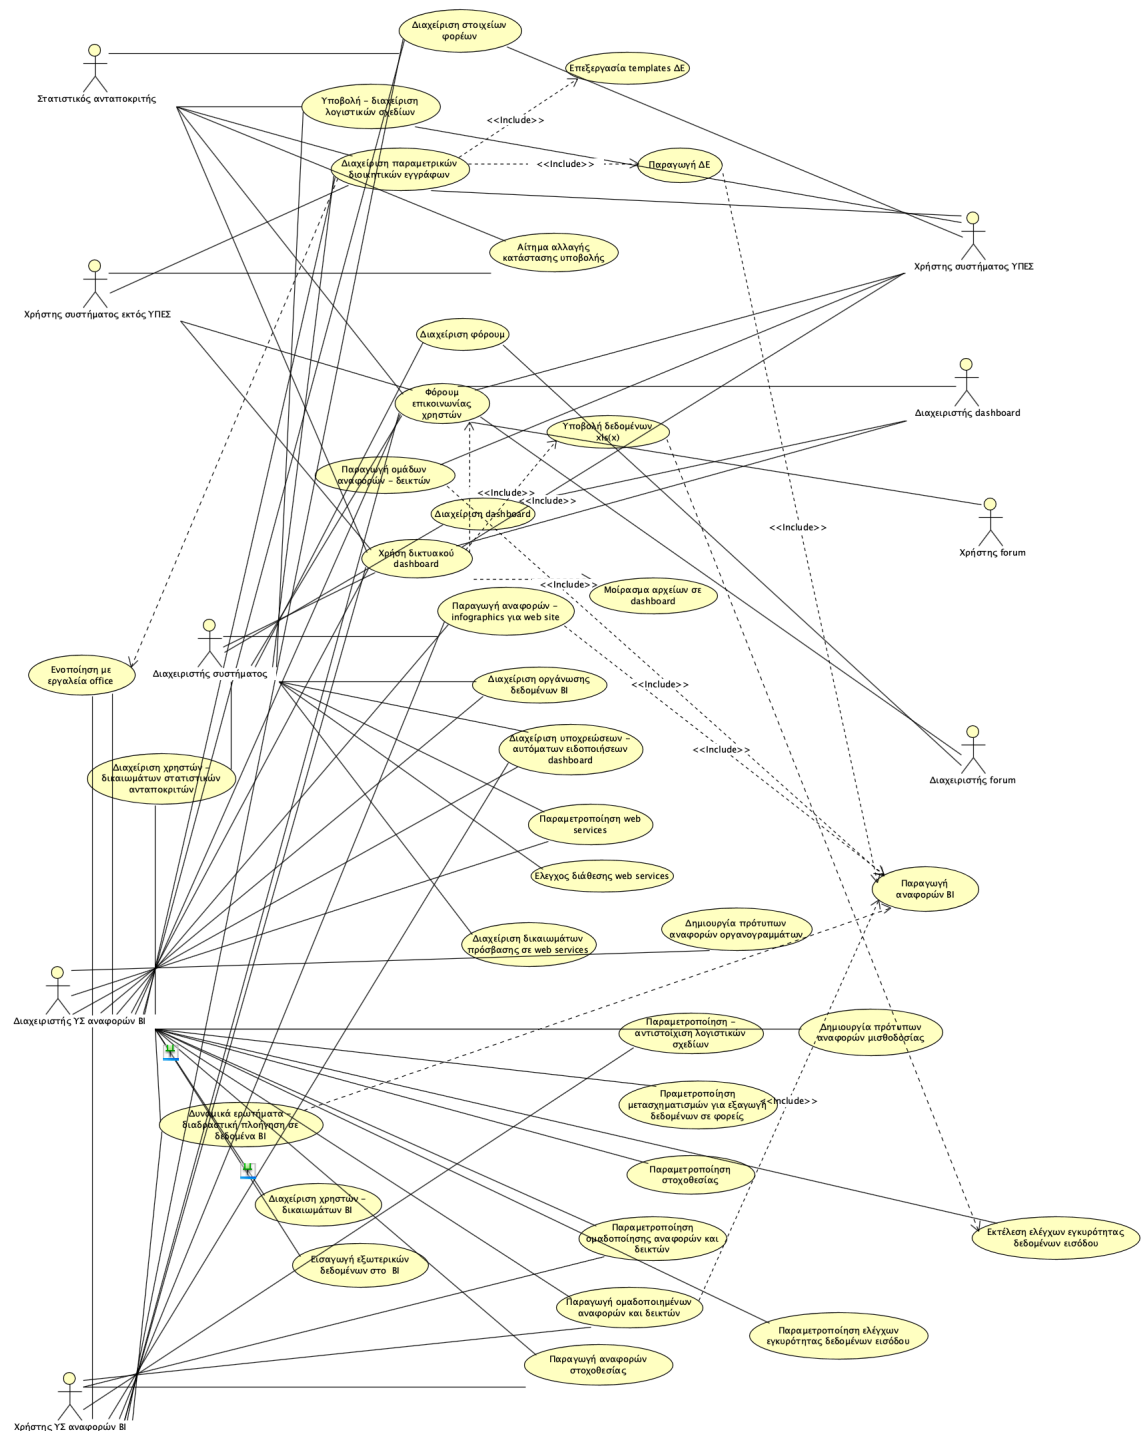 Διαχείριση στοιχείων
φορέων
Επεξεργασία templates ΔΕ
Στατιστικός ανταποκριτής
Υποβολή – διαχείριση
λογιστικών σχεδίων
<<Include>>
Διαχείριση παραμετρικών
διοικητικών εγγράφων
<<Include>>
Παραγωγή ΔΕ
Αίτημα αλλαγής
κατάστασης υποβολής
Χρήστης συστήματος ΥΠΕΣ
Χρήστης συστήματος εκτός ΥΠΕΣ
Διαχείριση φόρουμ
Φόρουμ
επικοινωνίας
χρηστών
Διαχειριστής dashboard
Υποβολή δεδομένων
xls(x)
Παραγωγή ομάδων
αναφορών – δεικτών
<<Include>>
<<Include>>
Διαχείριση dashboard
<<Include>>
Χρήστης forum
Χρήση δικτυακού
dashboard
<<Include>>
Μοίρασμα αρχείων σε
dashboard
Παραγωγή αναφορών –
infographics για web site
Διαχειριστής συστήματος
Ενοποίηση με
εργαλεία office
Διαχείριση οργάνωσης
δεδομένων BI
<<Include>>
Διαχείριση υποχρεώσεων –
αυτόματων ειδοποιήσεων
dashboard
<<Include>>
Διαχείριση χρηστών –
δικαιωμάτων στατιστικών
ανταποκριτών
Διαχειριστής forum
Παραμετροποίηση web
services
Ελεγχος διάθεσης web services
Παραγωγή
αναφορών BI
Δημιουργία πρότυπων
αναφορών οργανογραμμάτων
Διαχείριση δικαιωμάτων
πρόσβασης σε web services
Διαχειριστής ΥΣ αναφορών BI
Παραμετροποίηση –
αντιστοίχιση λογιστικών
σχεδίων
Δημιουργία πρότυπων
αναφορών μισθοδοσίας
Πραμετροποίηση
μετασχηματισμών για εξαγωγή
δεδομένων σε φορείς
<<Include>>
Δυναμικά ερωτήματα –
διαδραστική πλοήγηση σε
δεδομένα BI
Παραμετροποίηση
στοχοθεσίας
Διαχείριση χρηστών –
δικαιωμάτων BI
Παραμετροποίηση
ομαδοποίησης αναφορών και
δεικτών
Εκτέλεση ελέγχων εγκυρότητας
δεδομένων εισόδου
Εισαγωγή εξωτερικών
δεδομένων στο BI
Παραγωγή ομαδοποιημένων
αναφορών και δεικτών
Παραμετροποίηση ελέγχων
εγκυρότητας δεδομένων εισόδου
Παραγωγή αναφορών
στοχοθεσίας
Χρήστης ΥΣ αναφορών BI